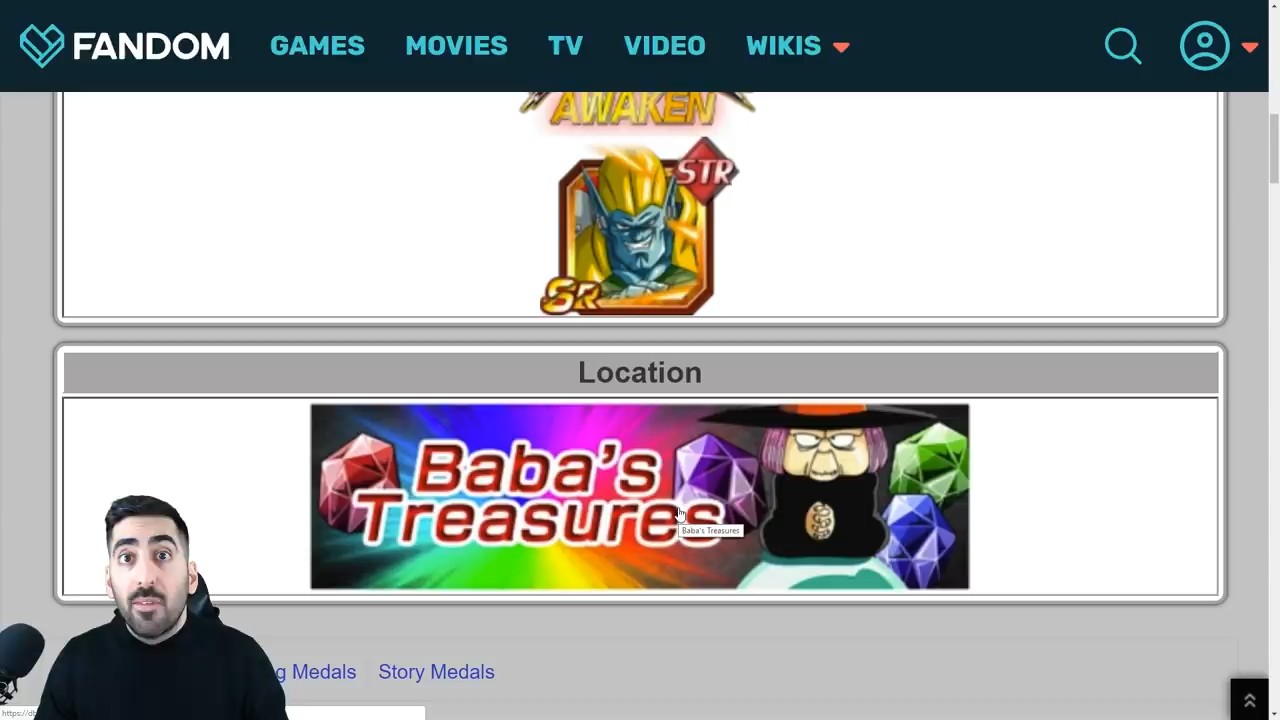 FANDOM GAMES MOVIES TV VIDEO WIKIS
AWAKEN
STR
SR
Location
Baba's
Treasures
Baba's Treasures
g Medals Story Medals